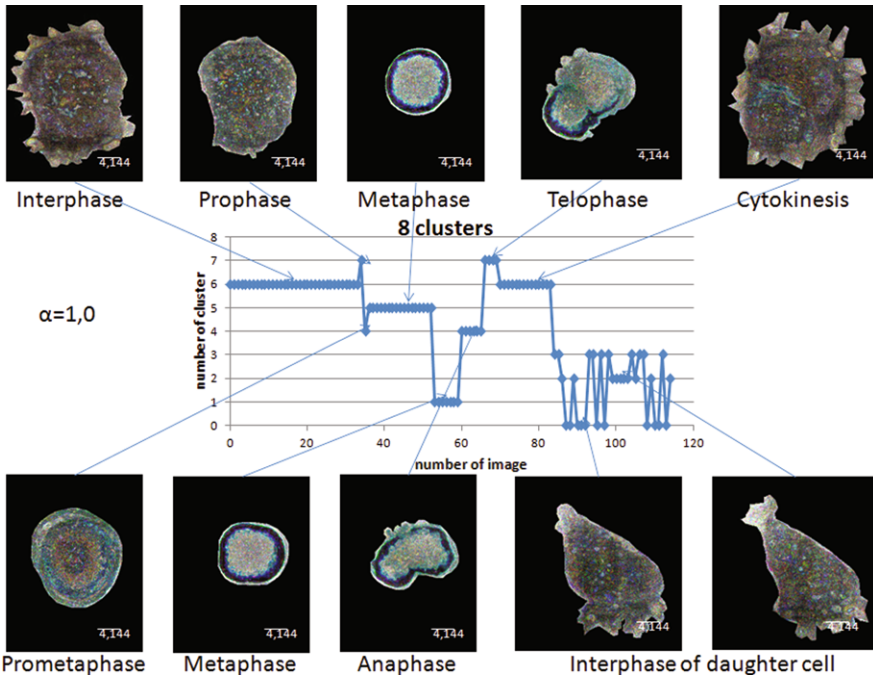 4,144
4,144
4,144
4,144
4,144
Interphase
Prophase
Metaphase
Telophase
Cytokinesis
8 clusters
α=1,0
number of cluster
8
7
6
5
4
3
2
1
0
0
20
40
60
80
100
120
number of image
4,144
4,144
4,144
4,144
4,144
Prometaphase
Metaphase
Anaphase
Interphase of daughter cell